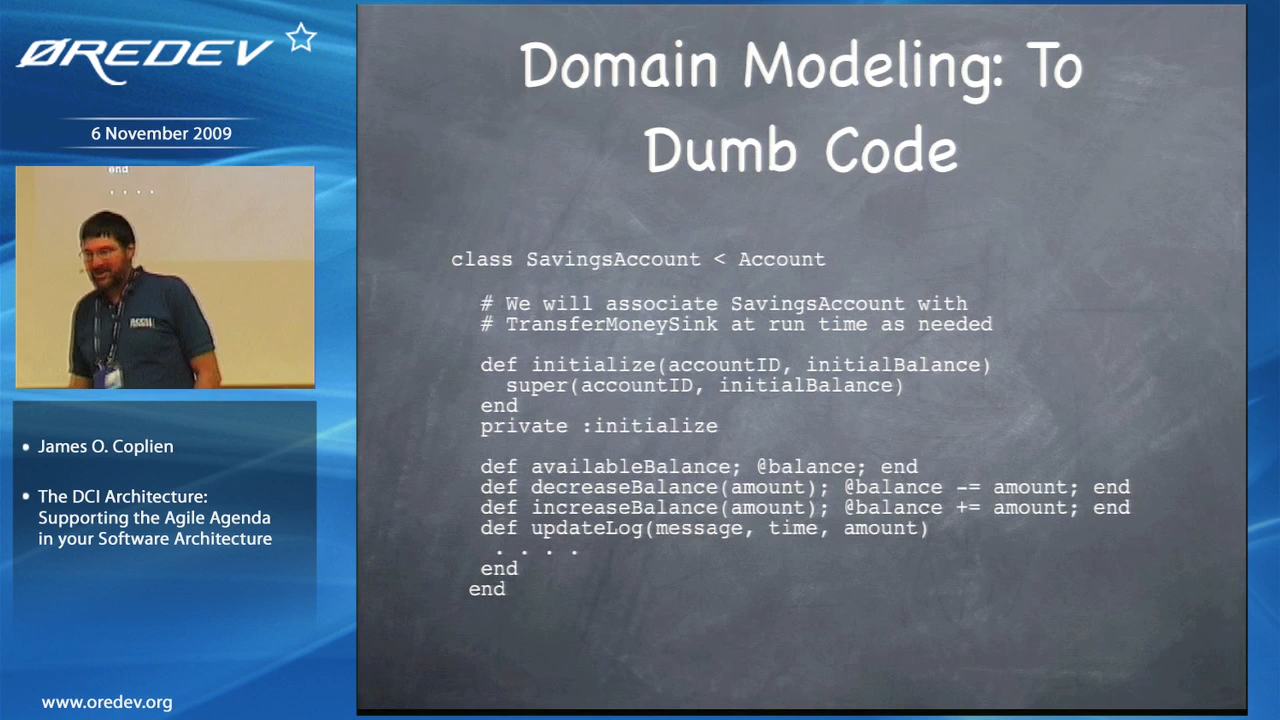 ØREDEV
6 November 2009
end
. . . .
James O. Coplien
The DCI Architecture:
Supporting the Agile Agenda
in your Software Architecture
www.oredev.org
Domain Modeling: To
Dumb Code
class SavingsAccount < Account
# We will associate SavingsAccount with
# TransferMoneySink at run time as needed
def initialize(accountID, initialBalance)
super(accountID, initialBalance)
end
private :initialize
def availableBalance; @balance; end
def decreaseBalance(amount); @balance -= amount; end
def increaseBalance(amount); @balance += amount; end
def updateLog(message, time, amount)
. . . .
end
end